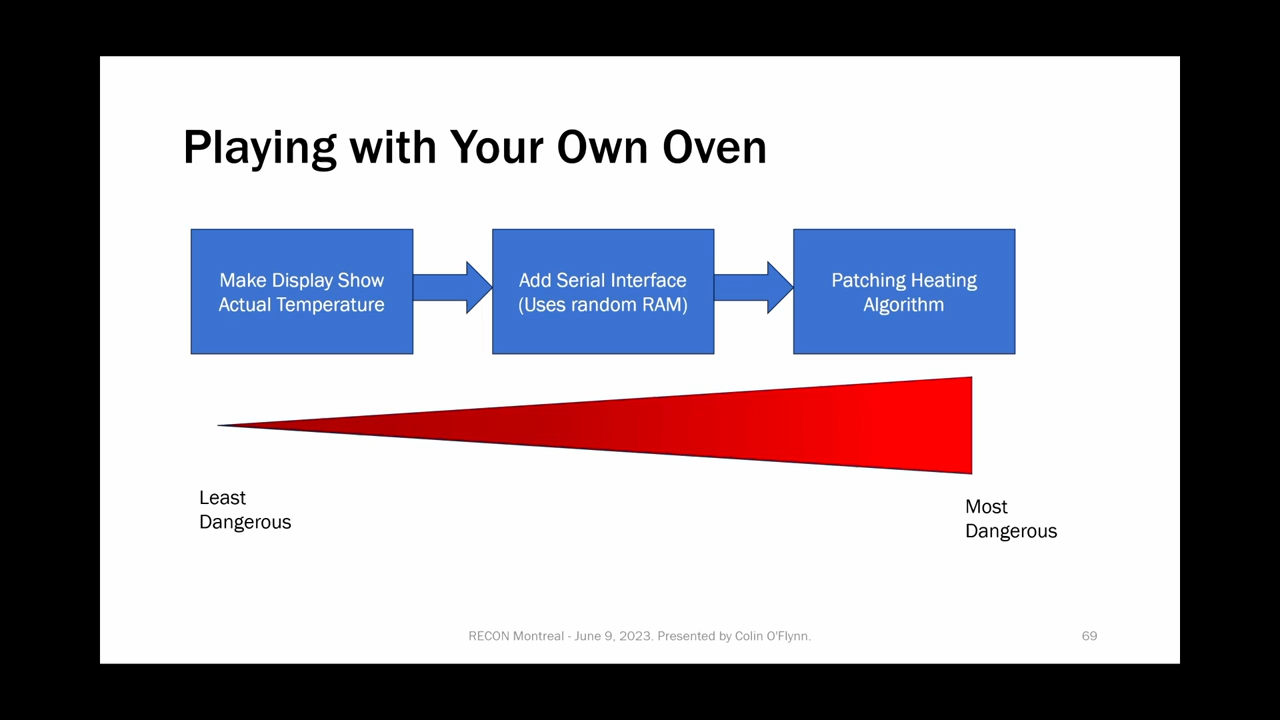 Playing with Your Own Oven
Make Display Show
Actual Temperature
Add Serial Interface
(Uses random RAM)
Patching Heating
Algorithm
Least
Dangerous
Most
Dangerous
RECON Montreal - June 9, 2023. Presented by Colin O'Flynn.
69